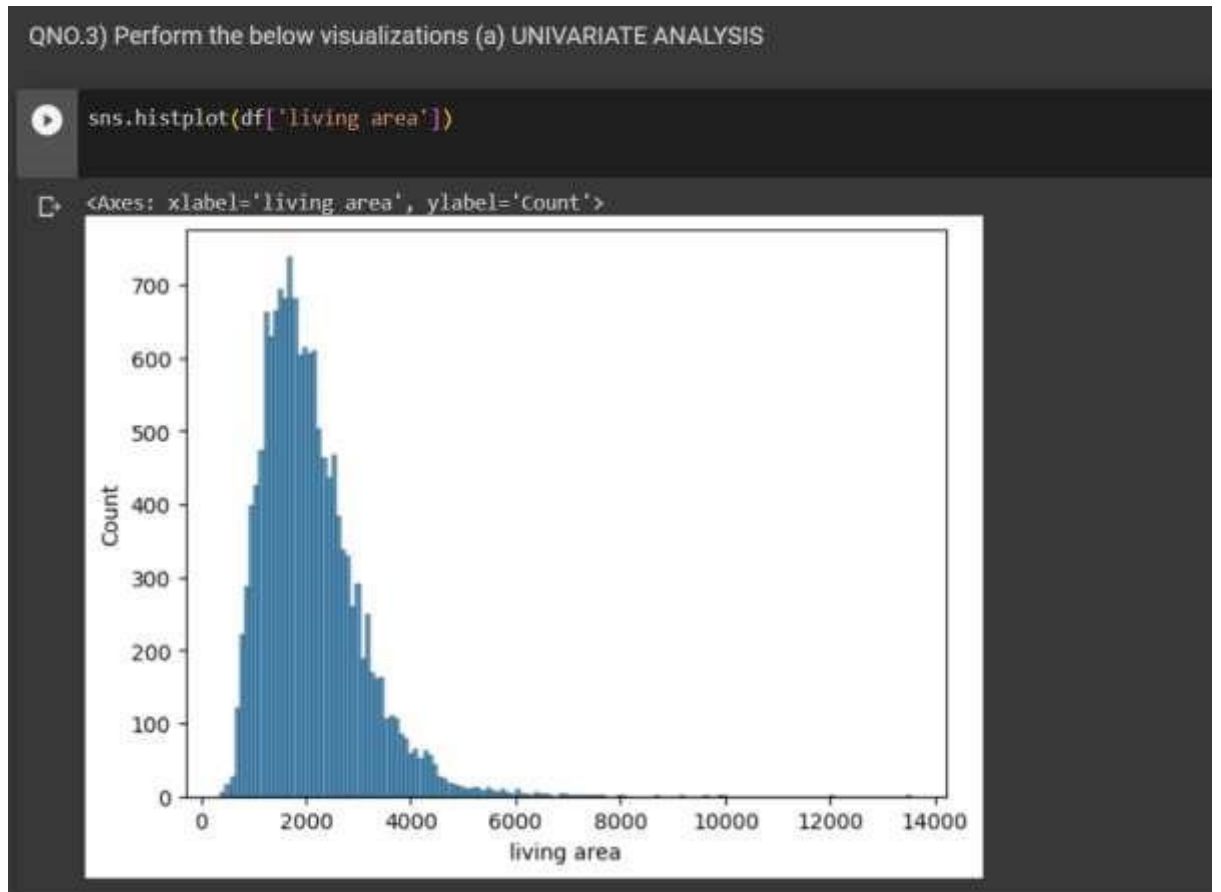 QNO.3) Perform the below visualizations (a) UNIVARIATE ANALYSIS
sns.histplot(df['living area'])
<Axes: xlabel='living area', ylabel='Count'>
700
600
500
400
300
200
100
0
Count
0 2000 4000 6000 8000 10000 12000 14000
living area